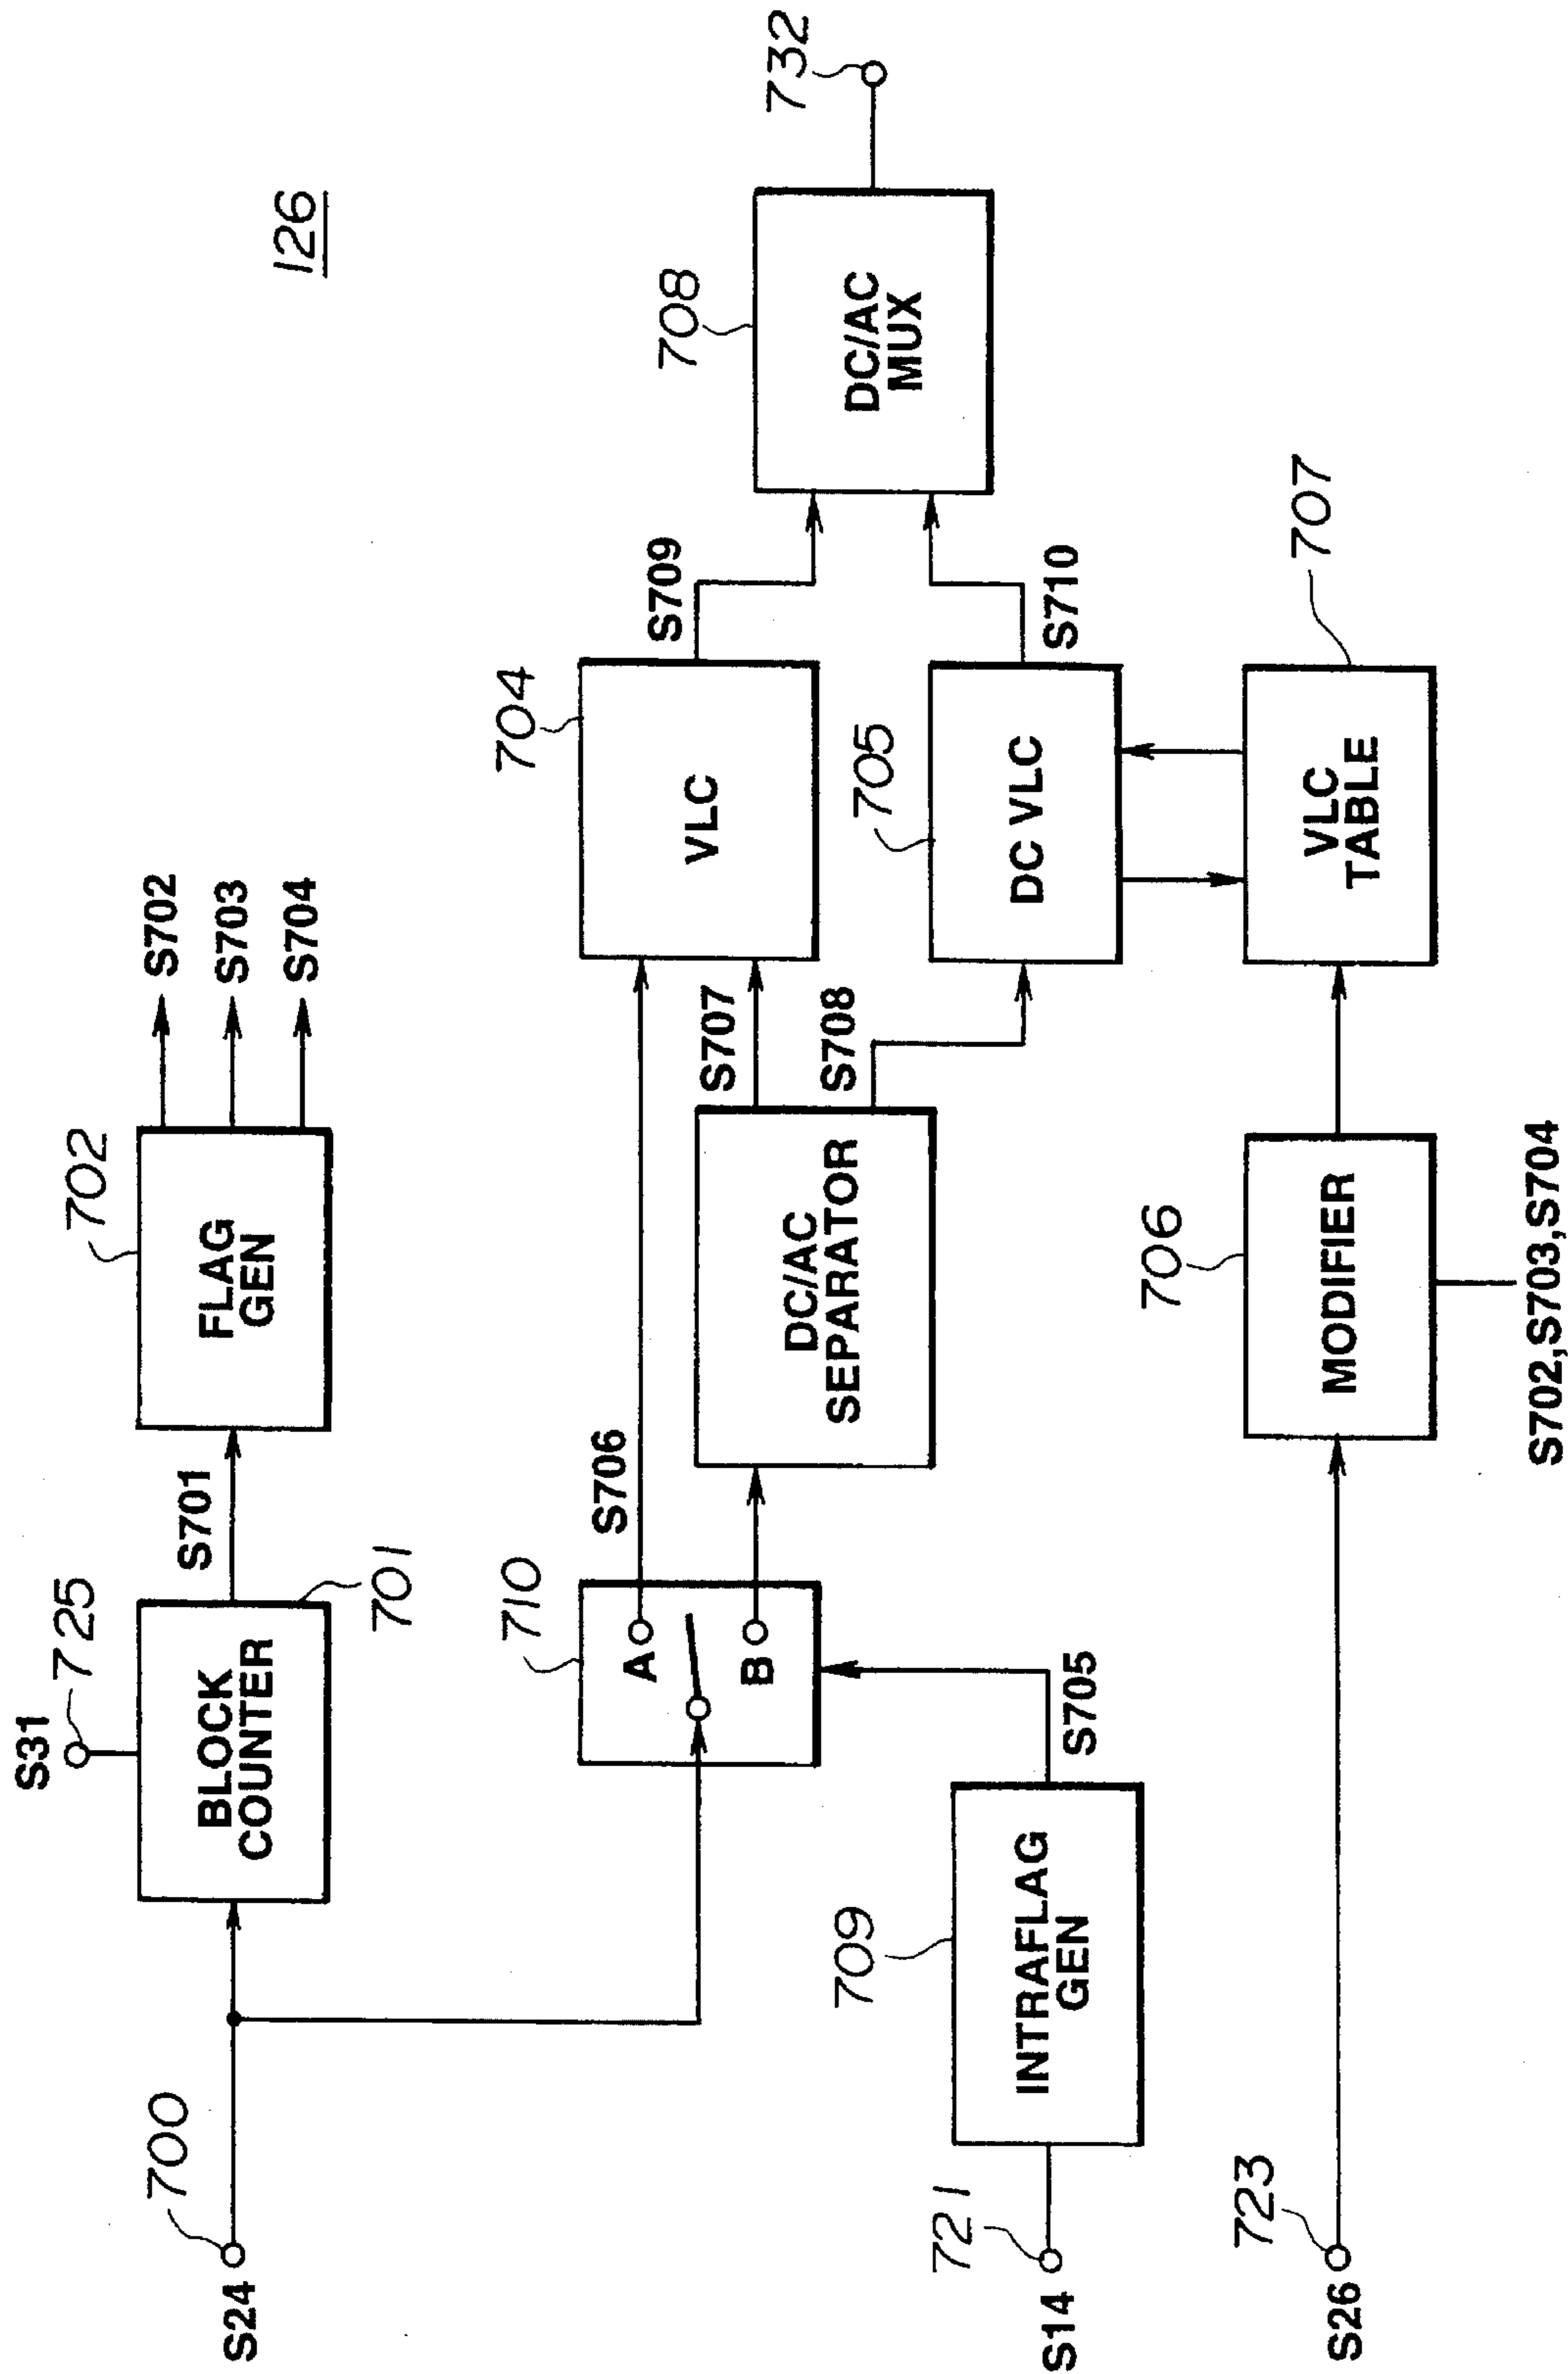 126
S31
725
S24
700
BLOCK
COUNTER
701
S701
FLAG
GEN
702
S702
S703
S704
710
A
B
S706
DC/AC
SEPARATOR
S707
S708
VLC
704
S709
DC/AC
MUX
708
732
S14
721
INTRAFLAG
GEN
709
S705
DC VLC
705
S710
S26
723
MODIFIER
706
S702,S703,S704
VLC
TABLE
707